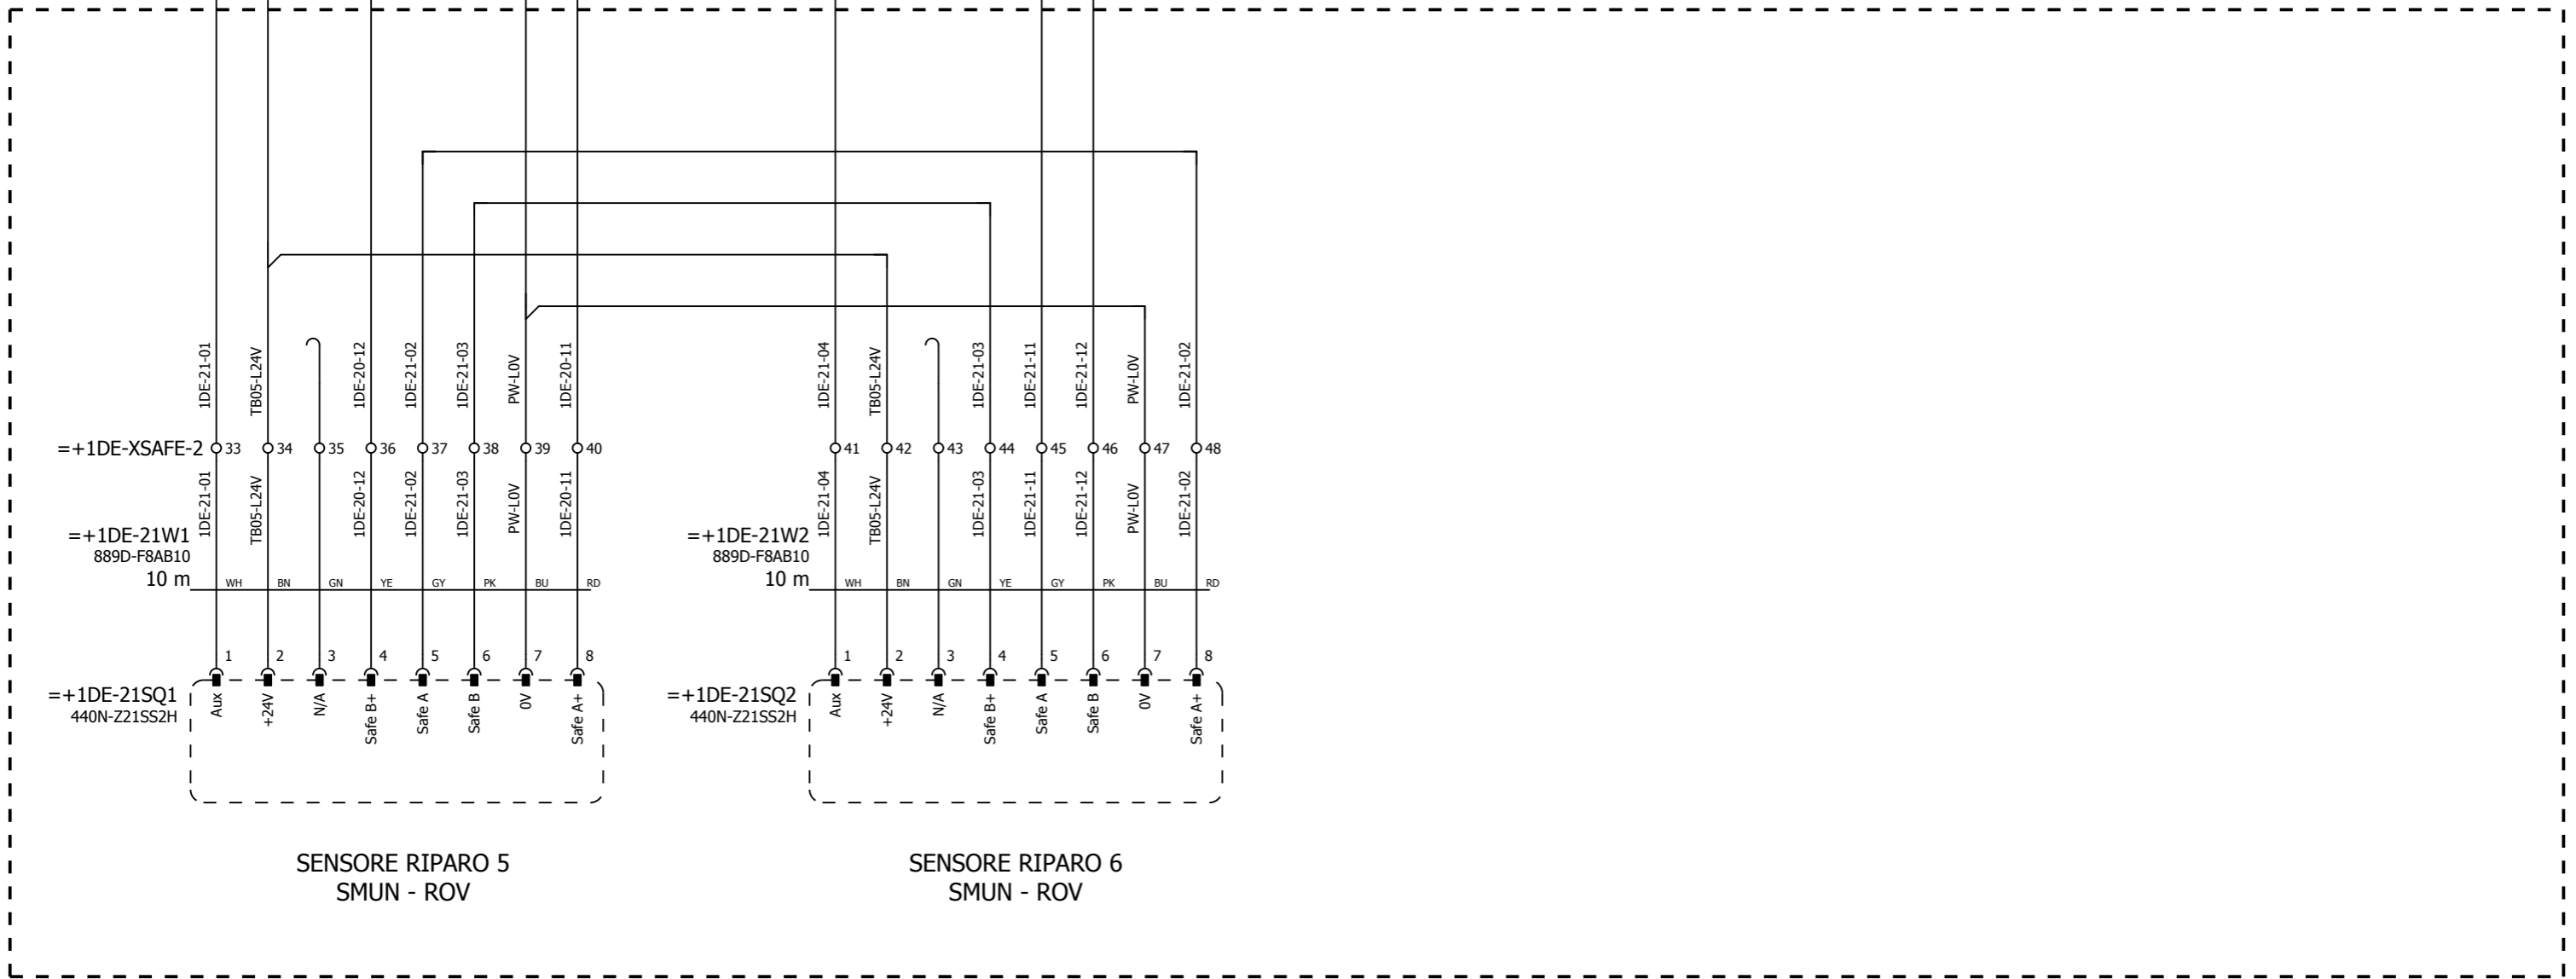 1DE-21-01 TB05-L24V 1DE-20-12 1DE-21-02 1DE-21-03 PW-L0V 1DE-20-11 1DE-21-04 TB05-L24V 1DE-21-03 1DE-21-11 1DE-21-12 PW-L0V 1DE-21-02
=+1DE-XSAFE-2 33 34 35 36 37 38 39 40 41 42 43 44 45 46 47 48
1DE-21-01 TB05-L24V 1DE-20-12 1DE-21-02 1DE-21-03 PW-L0V 1DE-20-11 1DE-21-04 TB05-L24V 1DE-21-03 1DE-21-11 1DE-21-12 PW-L0V 1DE-21-02
=+1DE-21W1 =+1DE-21W2
889D-F8AB10 889D-F8AB10
10 m WH BN GN YE GY PK BU RD 10 m WH BN GN YE GY PK BU RD
1 2 3 4 5 6 7 8 1 2 3 4 5 6 7 8
=+1DE-21SQ1 Aux +24V N/A Safe B+ Safe A Safe B 0V Safe A+ =+1DE-21SQ2 Aux +24V N/A Safe B+ Safe A Safe B 0V Safe A+
440N-Z21SS2H 440N-Z21SS2H
SENSORE RIPARO 5 SENSORE RIPARO 6
SMUN - ROV SMUN - ROV